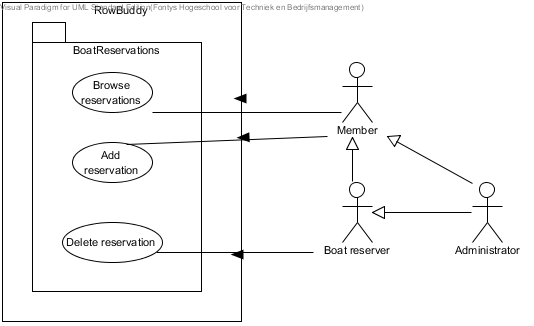 Visual Paradigm for UML Standard Edition(Fontys Hogeschool voor Techniek en Bedrijfsmanagement)
RowBuddy
BoatReservations
Browse
reservations
Add
reservation
Delete reservation
Member
Boat reserver
Administrator